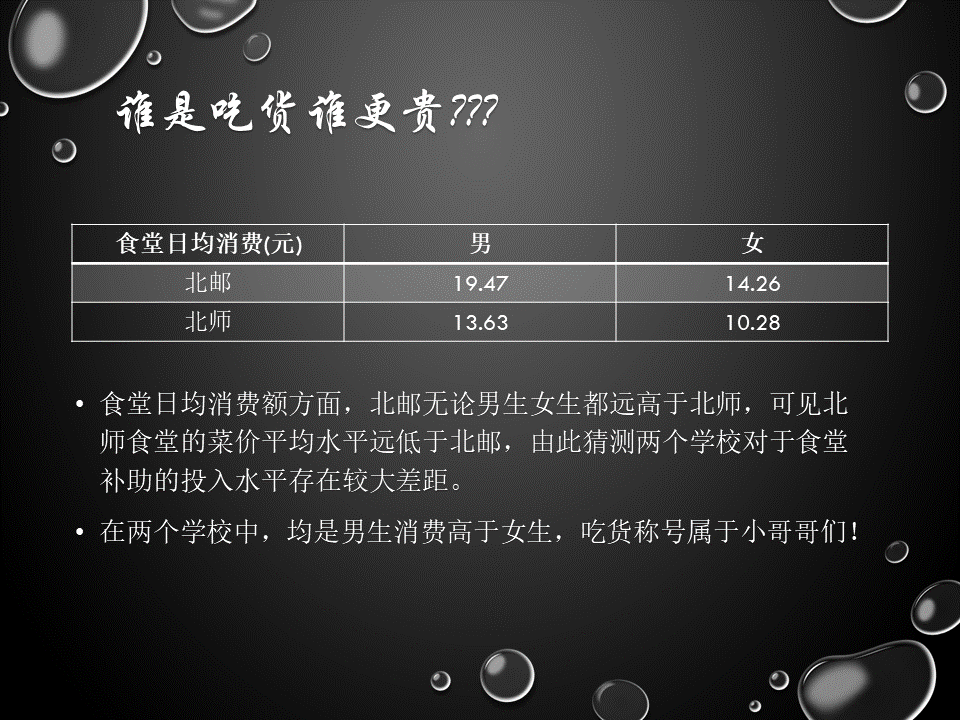 谁是吃货谁更贵???
食堂日均消费(元) 男 女
北邮 19.47 14.26
北师 13.63 10.28
• 食堂日均消费额方面，北邮无论男生女生都远高于北师，可见北
师食堂的菜价平均水平远低于北邮，由此猜测两个学校对于食堂
补助的投入水平存在较大差距。
• 在两个学校中，均是男生消费高于女生，吃货称号属于小哥哥们！